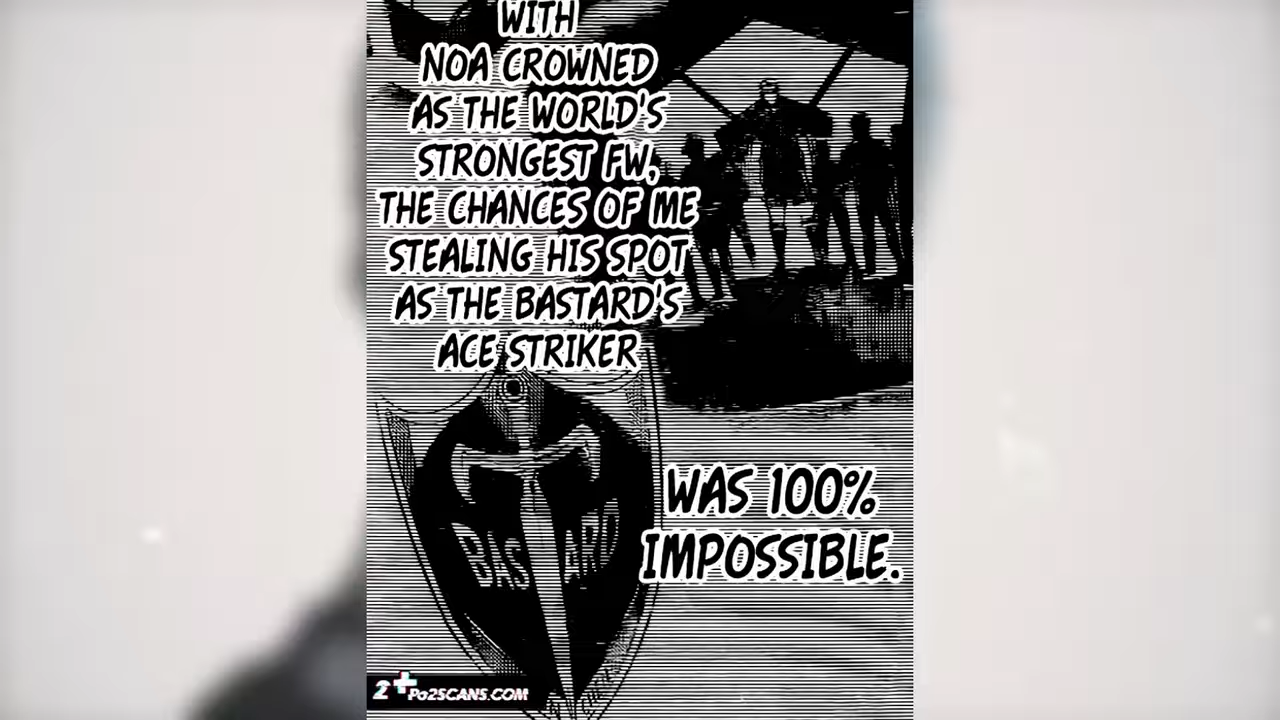 WITH
NOA CROWNED
AS THE WORLD'S
STRONGEST FW,
THE CHANCES OF ME
STEALING HIS SPOT
AS THE BASTARD'S
ACE STRIKER
BASTARD
WAS 100%
IMPOSSIBLE.
2+ PO2SCANS.COM